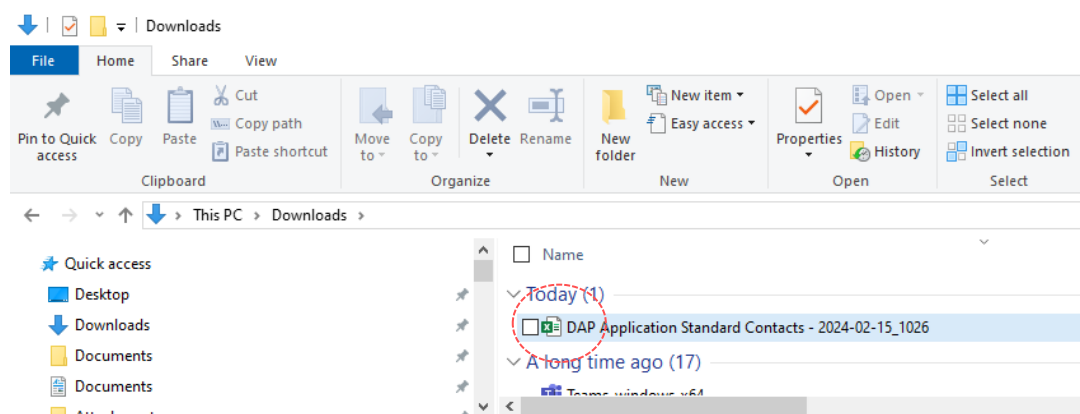 Downloads
File Home Share View
Pin to Quick access
Copy
Paste
Cut
Copy path
Paste shortcut
Clipboard
Move to
Copy to
Delete
Rename
Organize
New folder
New item
Easy access
New
Properties
Open
Edit
History
Open
Select all
Select none
Invert selection
Select
This PC > Downloads >
Quick access
Desktop
Downloads
Documents
Documents
Name
Today (1)
DAP Application Standard Contacts - 2024-02-15_1026
A long time ago (17)
Teams_windows_x64